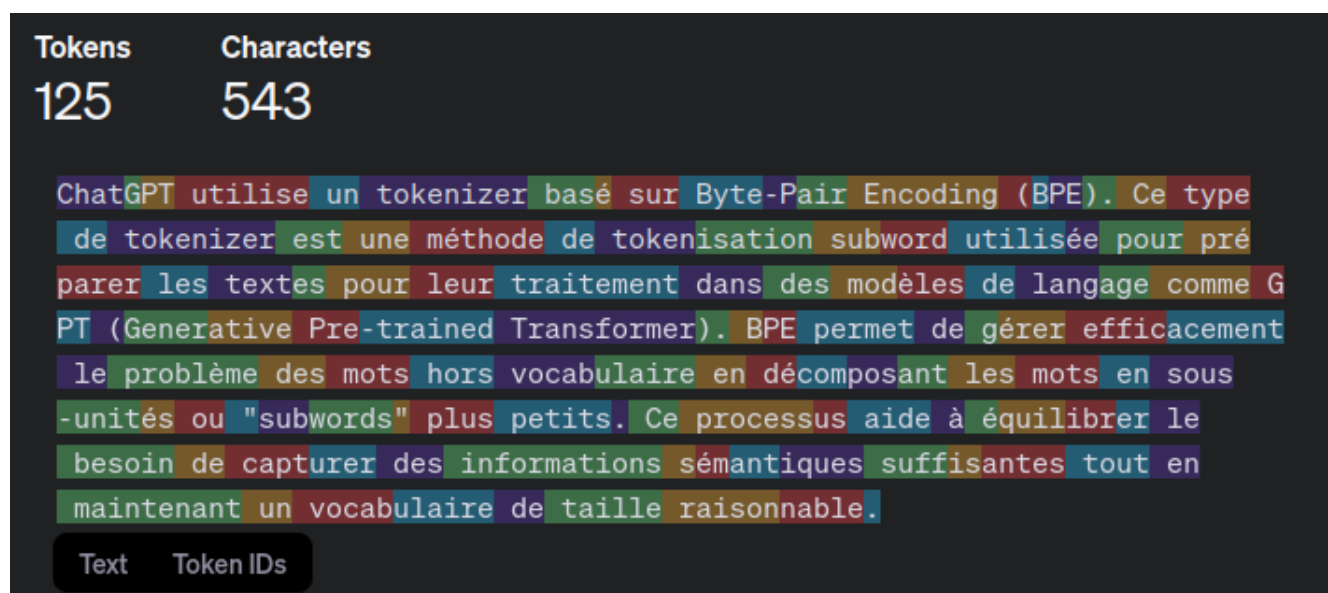 Tokens Characters
125 543
ChatGPT utilise un tokenizer basé sur Byte-Pair Encoding (BPE). Ce type
de tokenizer est une méthode de tokenisation subword utilisée pour pré
parer les textes pour leur traitement dans des modèles de langage comme G
PT (Generative Pre-trained Transformer). BPE permet de gérer efficacement
le problème des mots hors vocabulaire en décomposant les mots en sous
-unités ou "subwords" plus petits. Ce processus aide à équilibrer le
besoin de capturer des informations sémantiques suffisantes tout en
maintenant un vocabulaire de taille raisonnable.
Text Token IDs